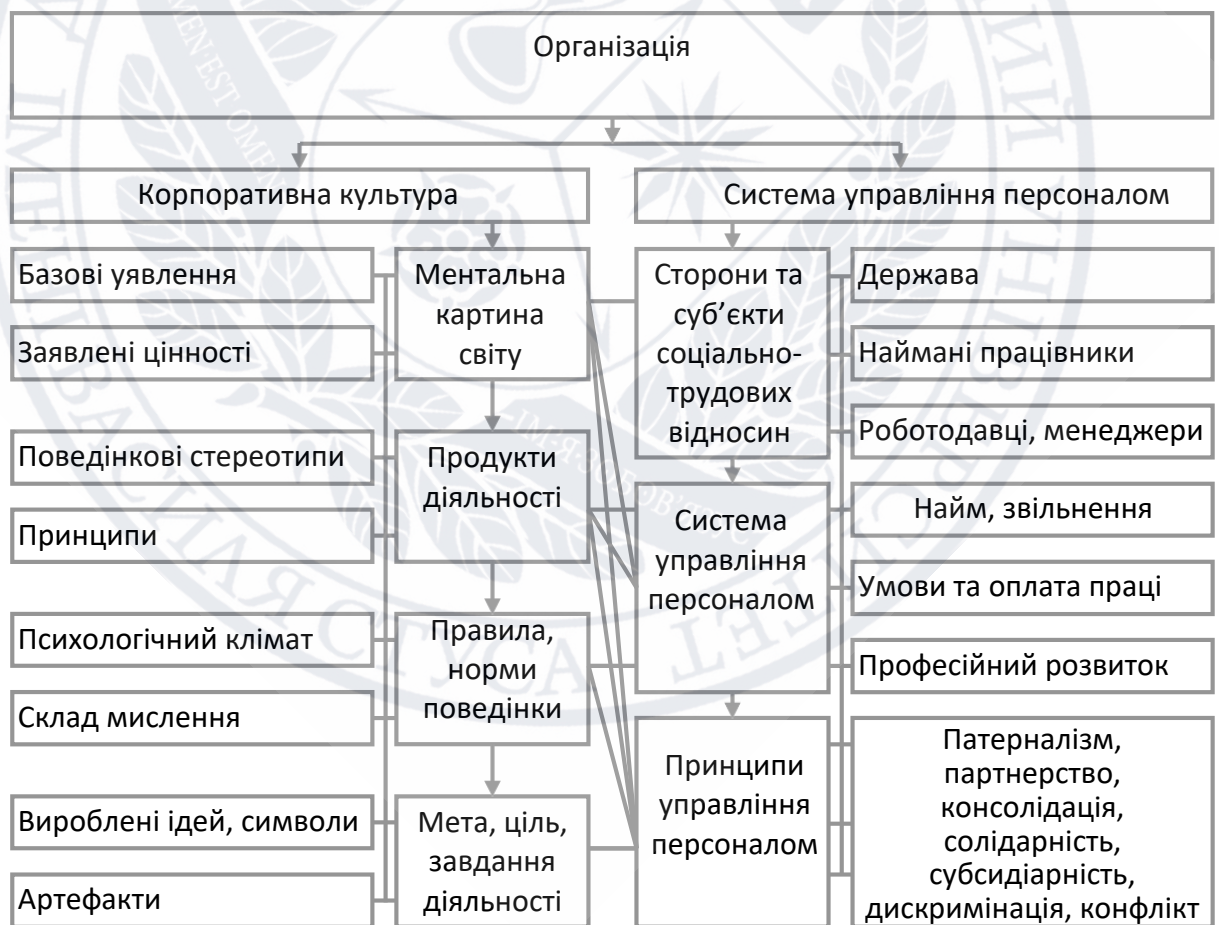 Організація
Корпоративна культура
Система управління персоналом
Базові уявлення
Заявлені цінності
Поведінкові стереотипи
Принципи
Психологічний клімат
Склад мислення
Вироблені ідей, символи
Артефакти
Ментальна
картина
світу
Продукти
діяльності
Правила,
норми
поведінки
Мета, ціль,
завдання
діяльності
Сторони та
суб’єкти
соціально-
трудових
відносин
Система
управління
персоналом
Принципи
управління
персоналом
Держава
Наймані працівники
Роботодавці, менеджери
Найм, звільнення
Умови та оплата праці
Професійний розвиток
Патерналізм,
партнерство,
консолідація,
солідарність,
субсидіарність,
дискримінація, конфлікт